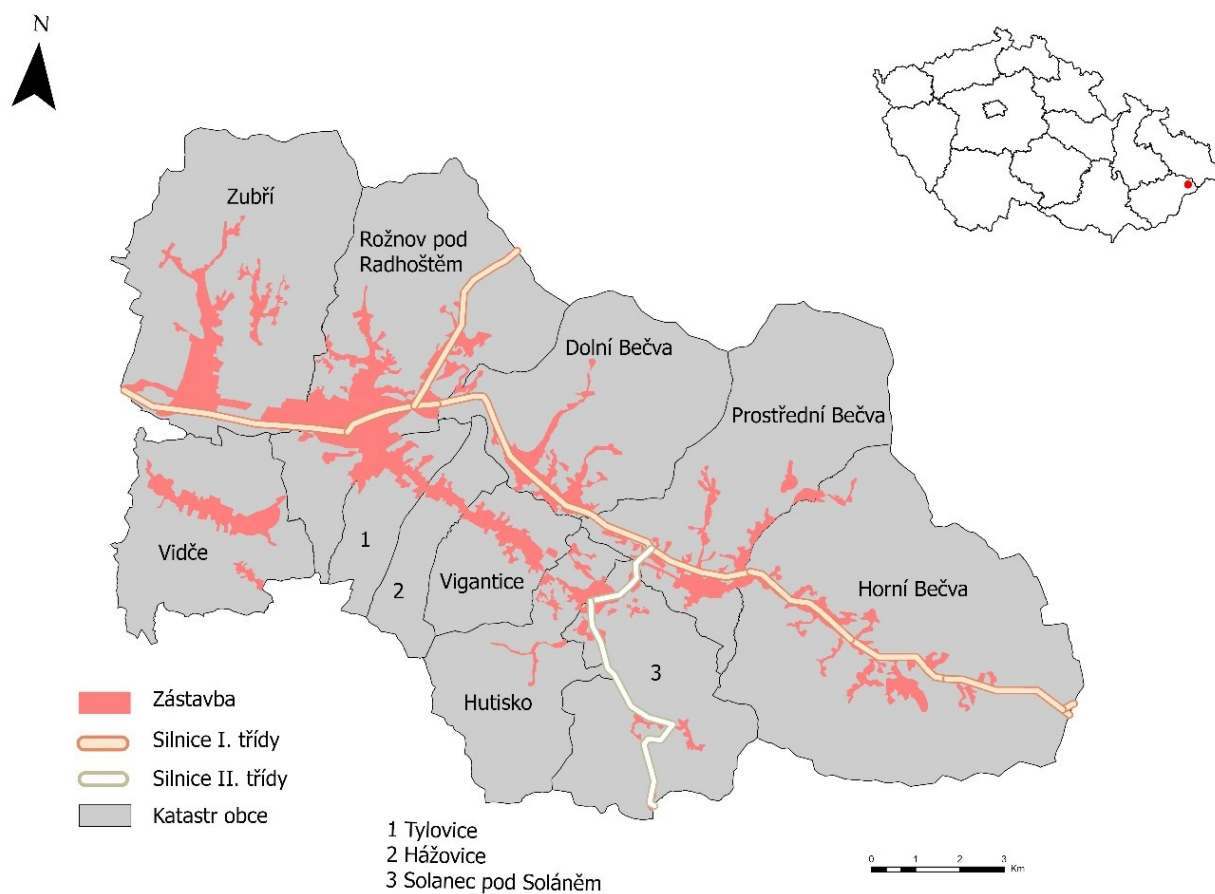 N
Zubří
Rožnov pod
Radhoštěm
Dolní Bečva
Prostřední Bečva
1
Vidče
2
Vigantice
Horní Bečva
3
Hutisko
Zástavba
Silnice I. třídy
Silnice II. třídy
Katastr obce
1 Tylovice
2 Hážovice
3 Solanec pod Soláněm
0 1 2 3
Km